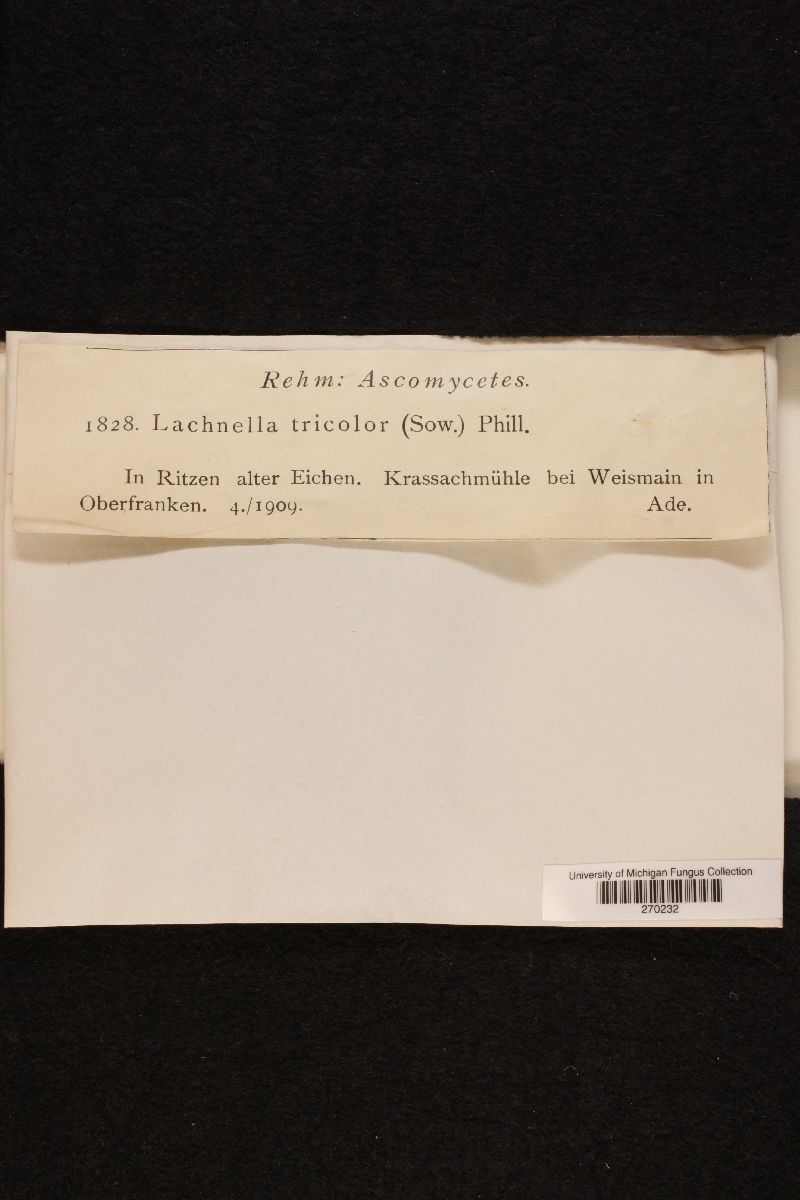 Rehm: Ascomycetes.
1828. Lachnella tricolor (Sow.) Phill.
In Ritzen alter Eichen. Krassachmühle bei Weismain in
Oberfranken. 4./1909. Ade.
University of Michigan Fungus Collection
270232